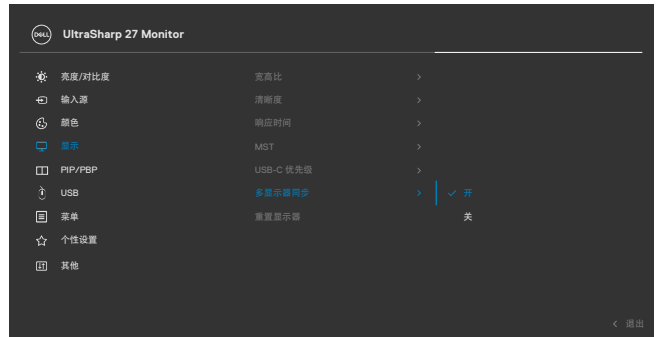 DELL UltraSharp 27 Monitor
亮度/对比度 宽高比
输入源 清晰度
颜色 响应时间
显示 MST
PIP/PBP USB-C 优先级
USB 多显示器同步 开
菜单 重置显示器 关
个性设置
其他
退出